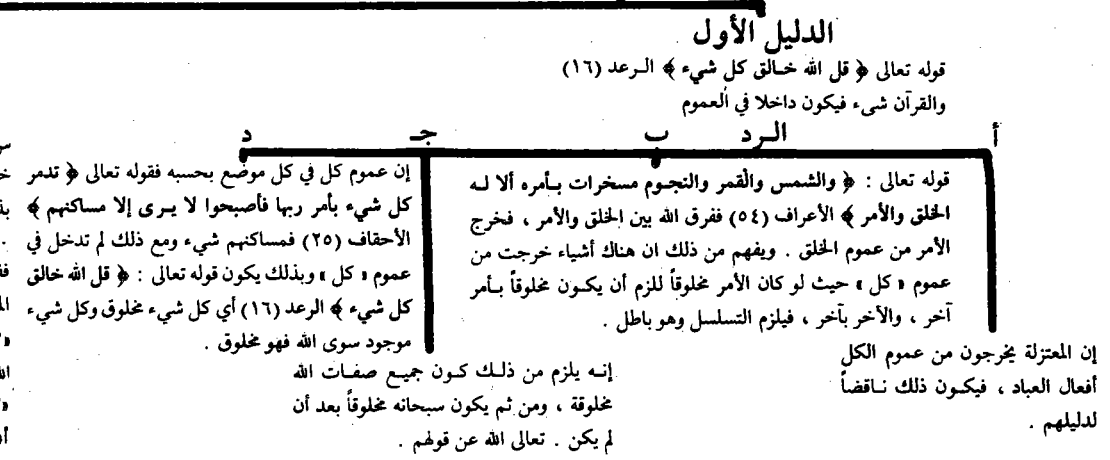 الدليل الأول
قوله تعالى ﴿ قل الله خالق كل شيء ﴾ الرعد (١٦)
والقرآن شيء فيكون داخلا في العموم
الرد
أ
ب
جـ
د
إن المعتزلة يخرجون من عموم الكل
أفعال العباد ، فيكون ذلك ناقضاً
لدليلهم .
قوله تعالى : ﴿ والشمس والقمر والنجوم مسخرات بأمره ألا له
الخلق والأمر ﴾ الأعراف (٥٤) ففرق الله بين الخلق والأمر ، فخرج
الأمر من عموم الخلق . ويفهم من ذلك ان هناك أشياء خرجت من
عموم « كل » حيث لو كان الأمر مخلوقاً للزم أن يكون مخلوقاً بأمر
آخر ، والآخر بآخر ، فيلزم التسلسل وهو باطل .
إنه يلزم من ذلك كون جميع صفات الله
مخلوقة ، ومن ثم يكون سبحانه مخلوقاً بعد أن
لم يكن . تعالى الله عن قولهم .
إن عموم كل في كل موضع بحسبه فقوله تعالى ﴿ تدمر
كل شيء بأمر ربها فأصبحوا لا يرى إلا مساكنهم ﴾
الأحقاف (٢٥) فمساكنهم شيء ومع ذلك لم تدخل في
عموم « كل » وبذلك يكون قوله تعالى : ﴿ قل الله خالق
كل شيء ﴾ الرعد (١٦) أي كل شيء مخلوق وكل شيء
موجود سوى الله فهو مخلوق .